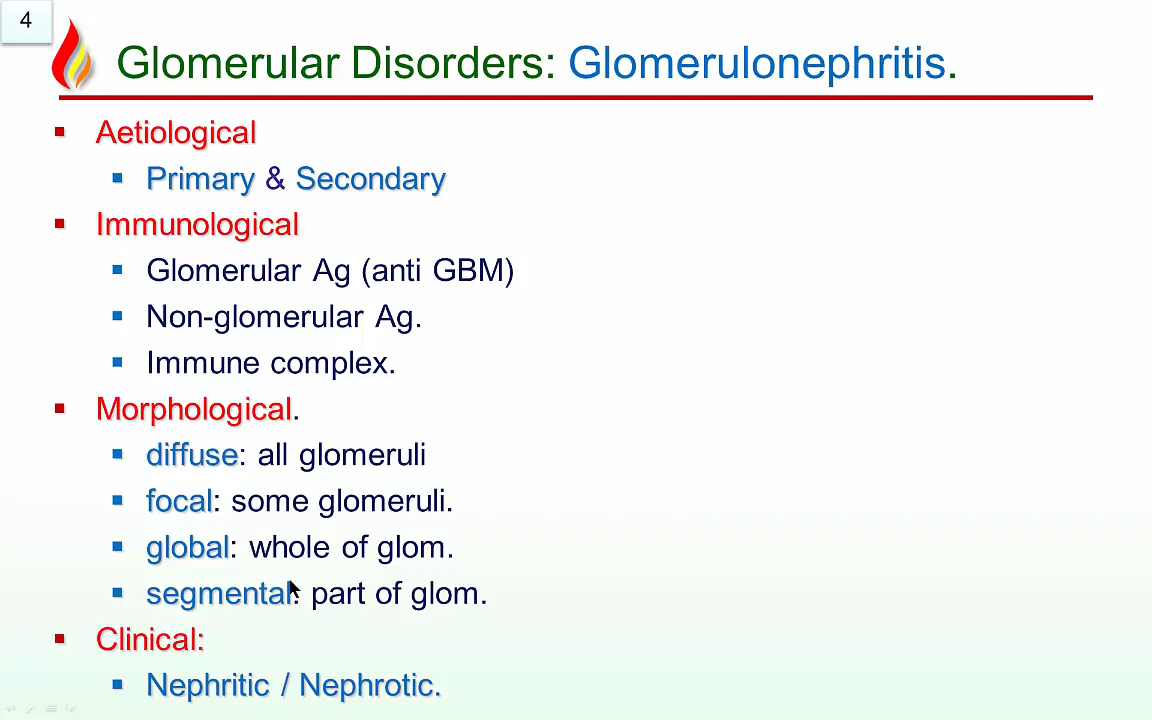 4
Glomerular Disorders: Glomerulonephritis.
Aetiological
Primary & Secondary
Immunological
Glomerular Ag (anti GBM)
Non-glomerular Ag.
Immune complex.
Morphological.
diffuse: all glomeruli
focal: some glomeruli.
global: whole of glom.
segmental: part of glom.
Clinical:
Nephritic / Nephrotic.